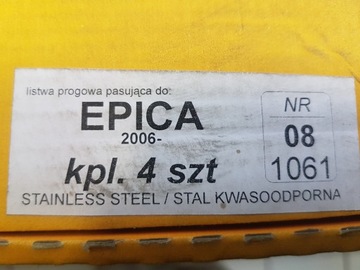 listwa progowa pasująca do:
EPICA
2006-
kpl. 4 szt
NR
08
1061
STAINLESS STEEL / STAL KWASOODPORNA